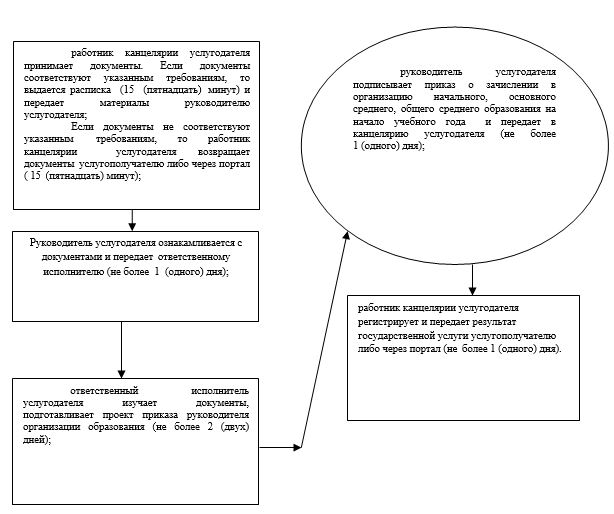 работник канцелярии услугодателя
принимает документы. Если документы
соответствуют указанным требованиям, то
выдается расписка (15 (пятнадцать) минут) и
передает материалы руководителю
услугодателя;
Если документы не соответствуют
указанным требованиям, то работник
канцелярии услугодателя возвращает
документы услугополучателю либо через портал
( 15 (пятнадцать) минут);
Руководитель услугодателя ознакамливается с
документами и передает ответственному
исполнителю (не более 1 (одного) дня);
ответственный исполнитель
услугодателя изучает документы,
подготавливает проект приказа руководителя
организации образования (не более 2 (двух)
дней);
руководитель услугодателя
подписывает приказ о зачислении в
организацию начального, основного
среднего, общего среднего образования на
начало учебного года и передает в
канцелярию услугодателя (не более
1 (одного) дня);
работник канцелярии услугодателя
регистрирует и передает результат
государственной услуги услугополучателю
либо через портал (не более 1 (одного) дня).